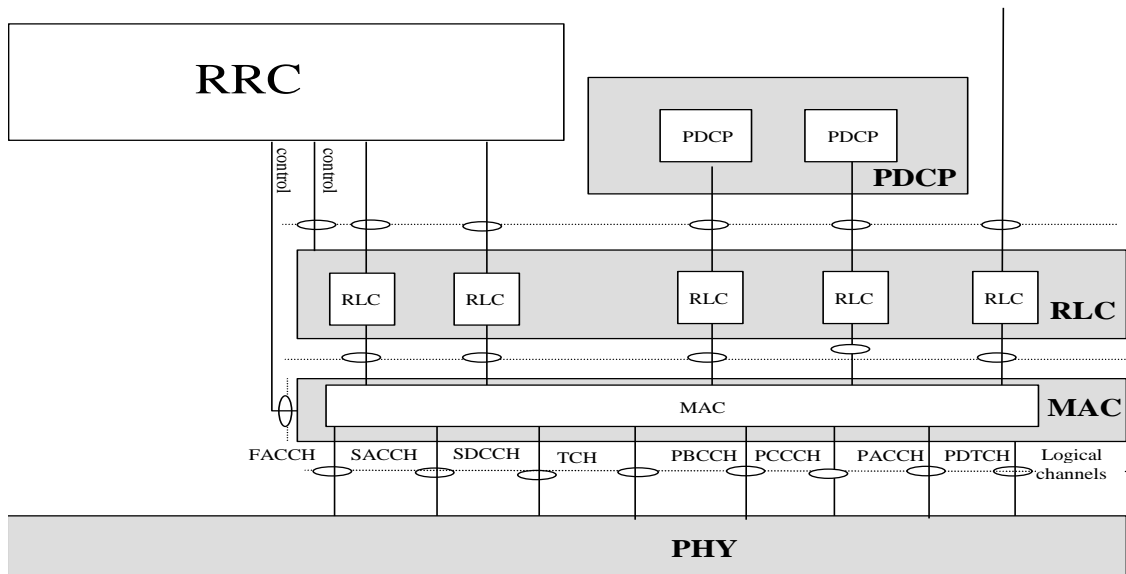 RRC
control
control
PDCP
PDCP
PDCP
RLC
RLC
RLC
RLC
RLC
RLC
MAC
MAC
FACCH SACCH SDCCH TCH PBCCH PCCCH PACCH PDTCH Logical
channels
PHY